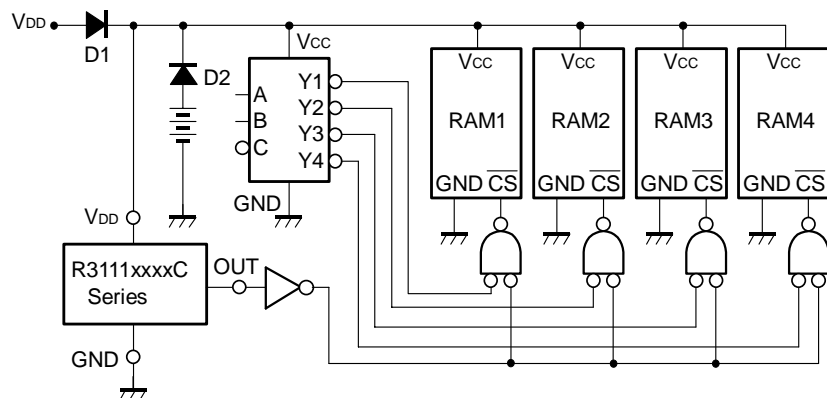 VDD
D1
D2
VCC
A
B
C
Y1
Y2
Y3
Y4
GND
VCC
RAM1
GND CS
VCC
RAM2
GND CS
VCC
RAM3
GND CS
VCC
RAM4
GND CS
VDD
R3111xxxxC
Series
OUT
GND